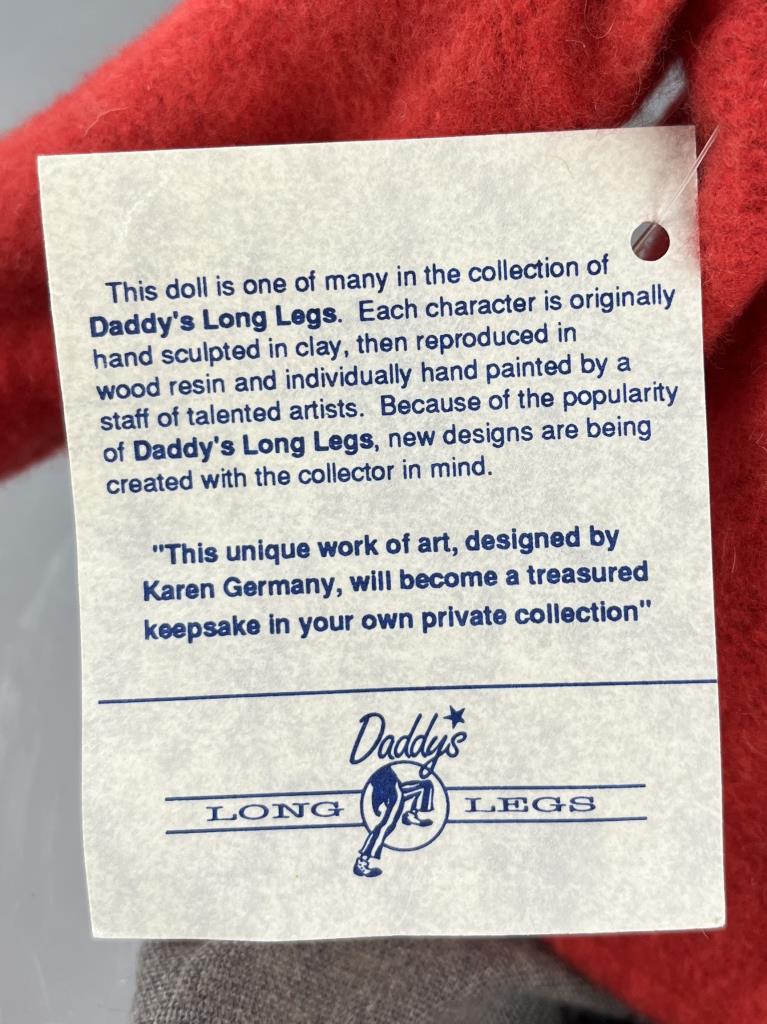 This doll is one of many in the collection of
Daddy's Long Legs. Each character is originally
hand sculpted in clay, then reproduced in
wood resin and individually hand painted by a
staff of talented artists. Because of the popularity
of Daddy's Long Legs, new designs are being
created with the collector in mind.
"This unique work of art, designed by
Karen Germany, will become a treasured
keepsake in your own private collection"
Daddy's
LONG LEGS